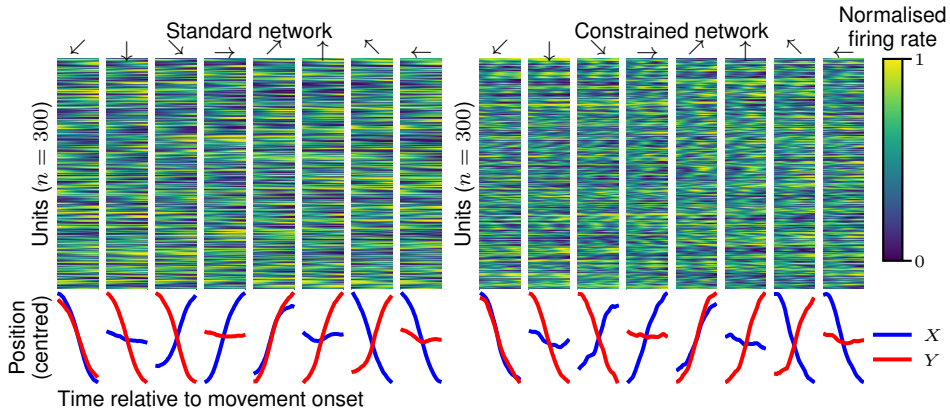 Standard network
↙ ↓ ↘ → ↗ ↑ ↖ ←
Units (n = 300)
Position
(centred)
Time relative to movement onset
Constrained network
↙ ↓ ↘ → ↗ ↑ ↖ ←
Units (n = 300)
Normalised
firing rate
1
0
X
Y